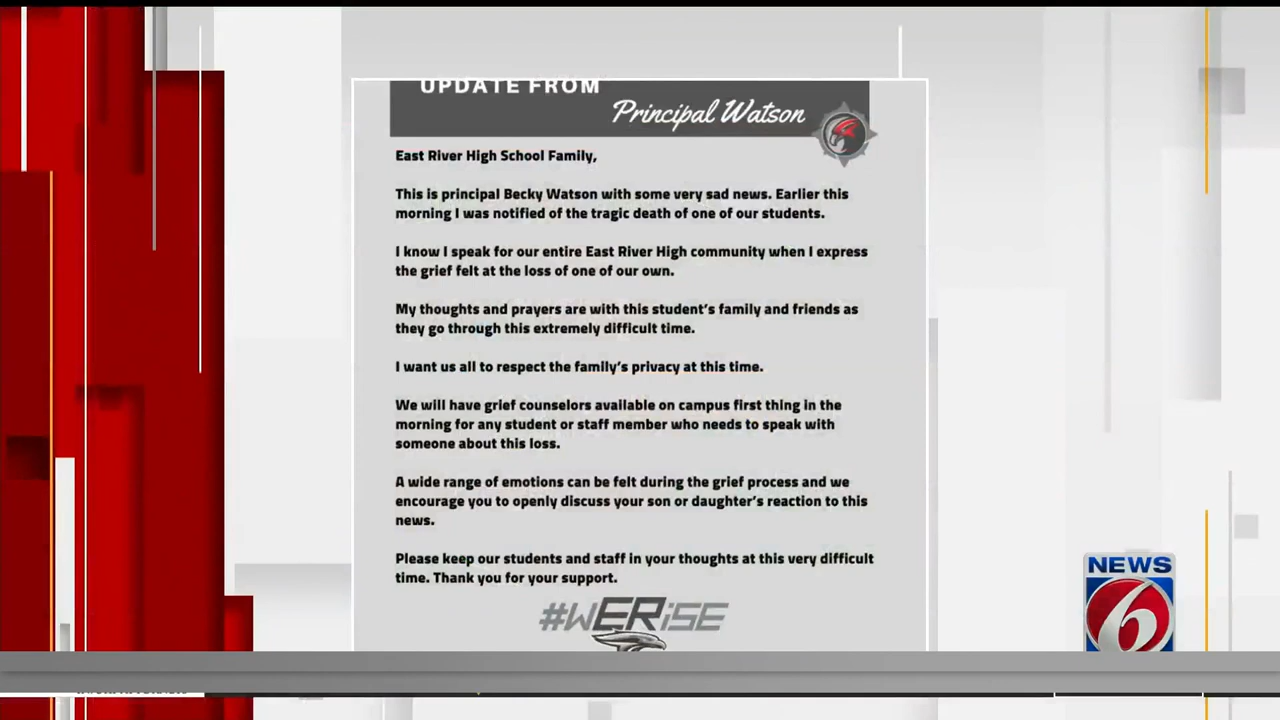 UPDATE FROM
Principal Watson
East River High School Family,
This is principal Becky Watson with some very sad news. Earlier this
morning I was notified of the tragic death of one of our students.
I know I speak for our entire East River High community when I express
the grief felt at the loss of one of our own.
My thoughts and prayers are with this student's family and friends as
they go through this extremely difficult time.
I want us all to respect the family's privacy at this time.
We will have grief counselors available on campus first thing in the
morning for any student or staff member who needs to speak with
someone about this loss.
A wide range of emotions can be felt during the grief process and we
encourage you to openly discuss your son or daughter's reaction to this
news.
Please keep our students and staff in your thoughts at this very difficult
time. Thank you for your support.
#WERiSE
NEWS
6